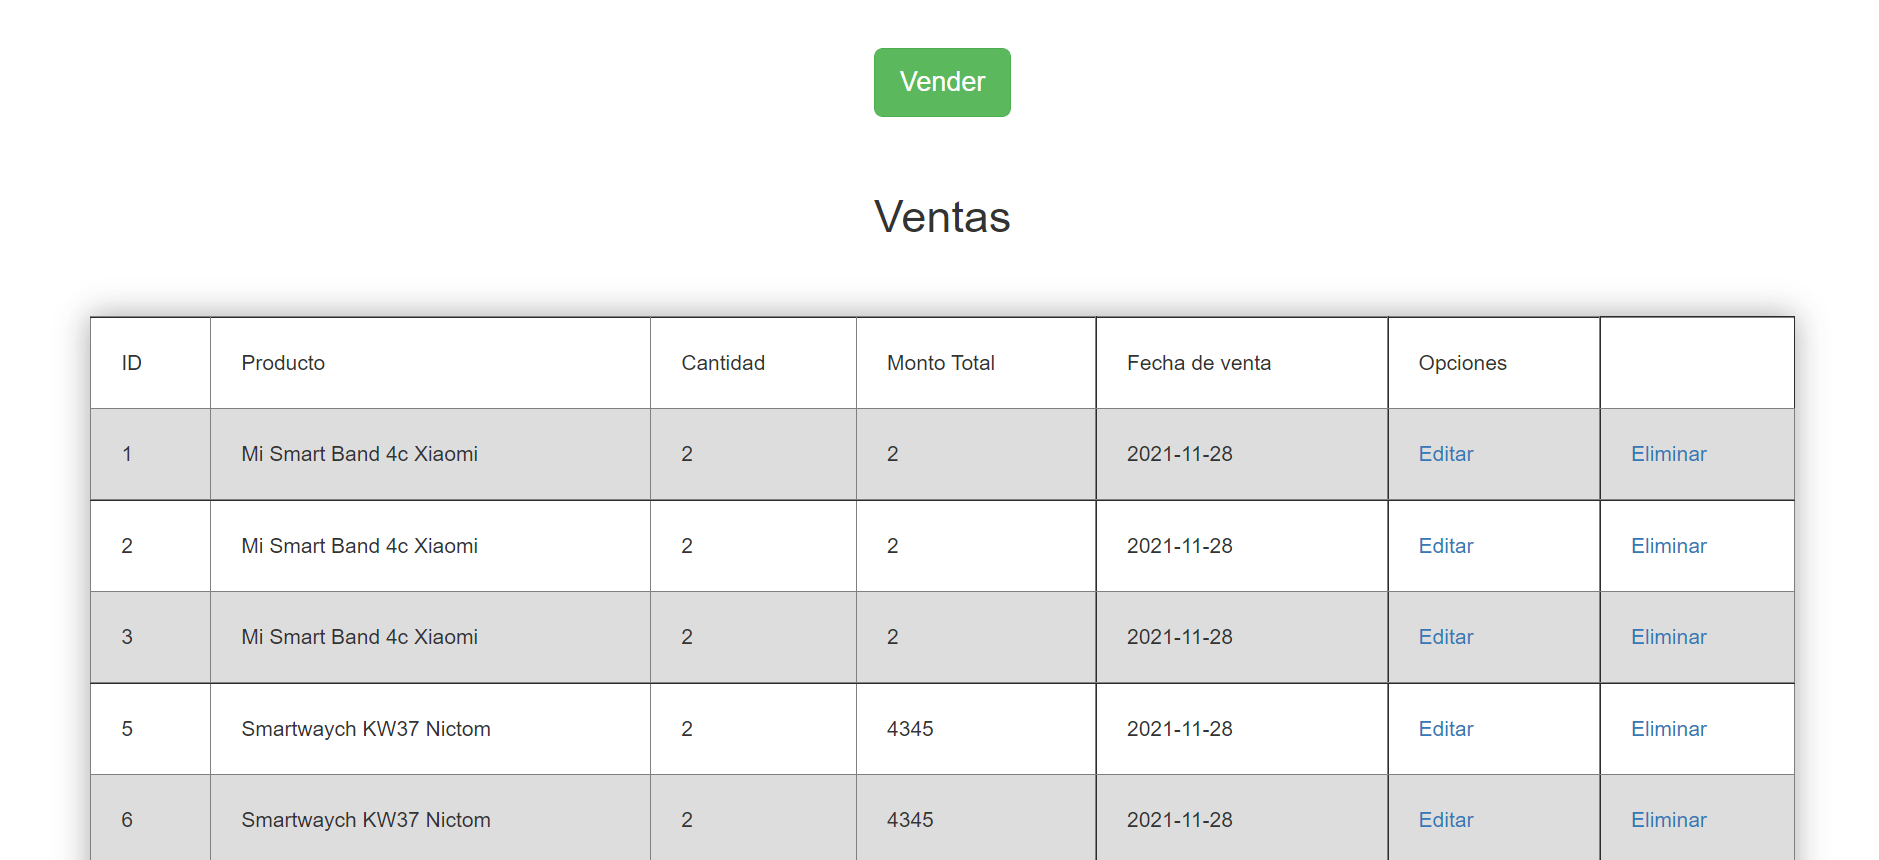 Vender
Ventas
ID Producto Cantidad Monto Total Fecha de venta Opciones
1 Mi Smart Band 4c Xiaomi 2 2 2021-11-28 Editar Eliminar
2 Mi Smart Band 4c Xiaomi 2 2 2021-11-28 Editar Eliminar
3 Mi Smart Band 4c Xiaomi 2 2 2021-11-28 Editar Eliminar
5 Smartwaych KW37 Nictom 2 4345 2021-11-28 Editar Eliminar
6 Smartwaych KW37 Nictom 2 4345 2021-11-28 Editar Eliminar